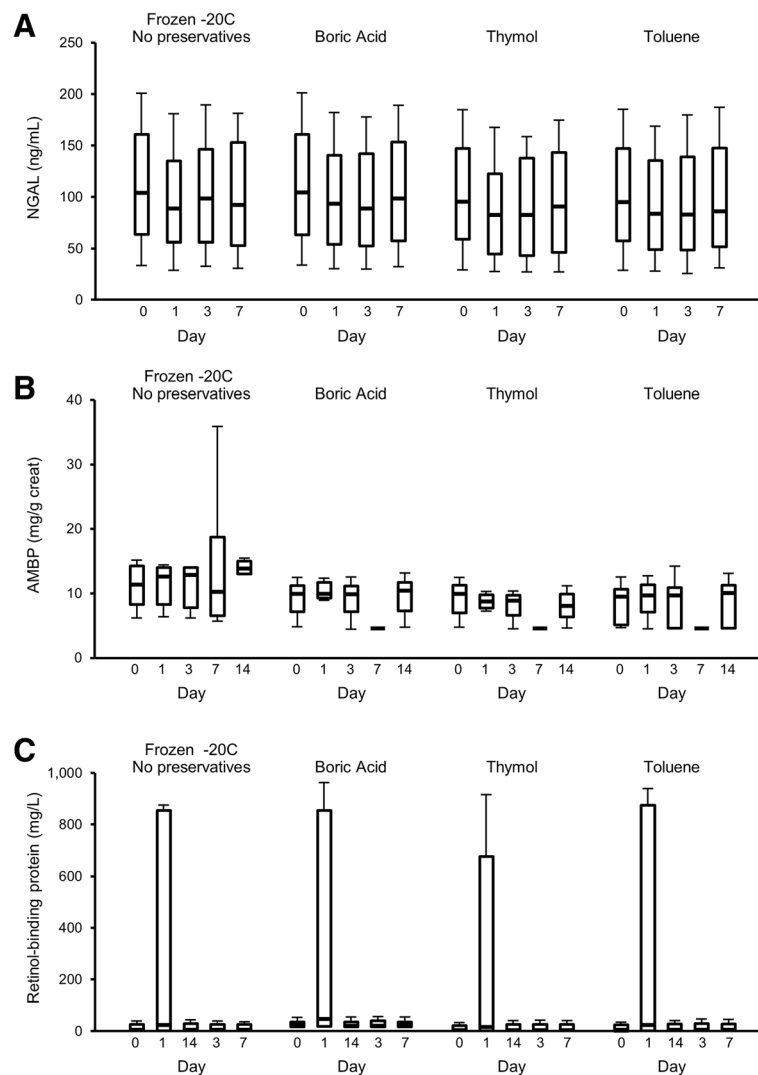 A
Frozen -20C
No preservatives
Boric Acid
Thymol
Toluene
NGAL (ng/mL)
250
200
150
100
50
0
0 1 3 7 0 1 3 7 0 1 3 7 0 1 3 7
Day Day Day Day
B
Frozen -20C
No preservatives
Boric Acid
Thymol
Toluene
AMBP (mg/g creat)
40
30
20
10
0
0 1 3 7 14 0 1 3 7 14 0 1 3 7 14 0 1 3 7 14
Day Day Day Day
C
Frozen -20C
No preservatives
Boric Acid
Thymol
Toluene
Retinol-binding protein (mg/L)
1,000
800
600
400
200
0
0 1 14 3 7 0 1 14 3 7 0 1 14 3 7 0 1 14 3 7
Day Day Day Day